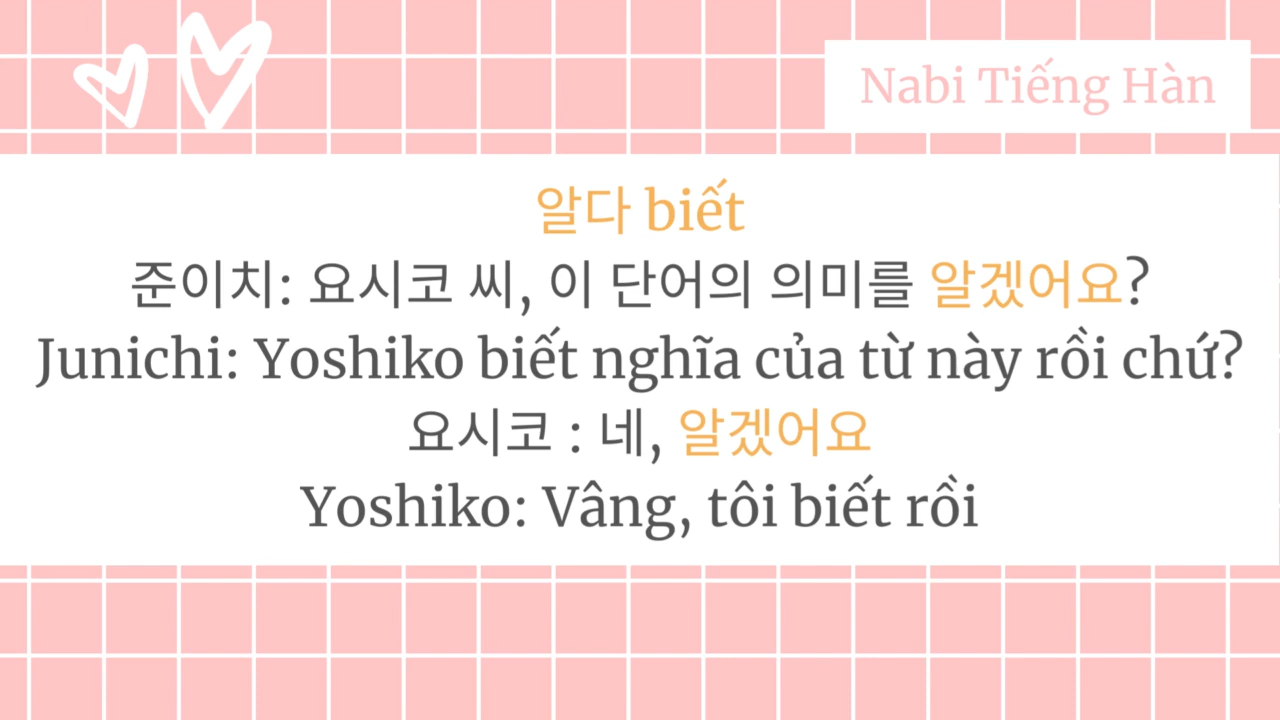 Nabi Tiếng Hàn
알다 biết
준이치: 요시코 씨, 이 단어의 의미를 알겠어요?
Junichi: Yoshiko biết nghĩa của từ này rồi chứ?
요시코 : 네, 알겠어요
Yoshiko: Vâng, tôi biết rồi